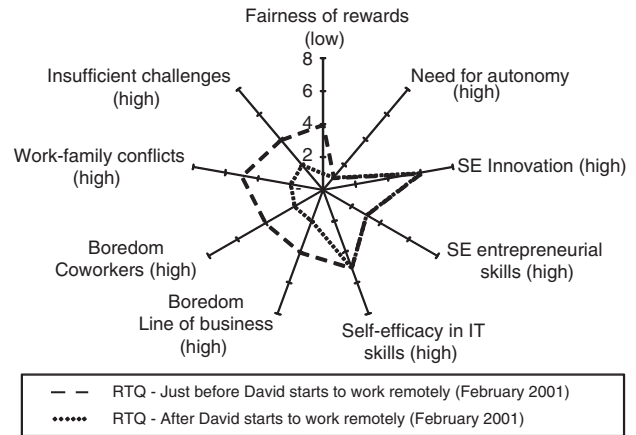 Fairness of rewards
(low)
8
6
4
2
Insufficient challenges
(high)
Need for autonomy
(high)
Work-family conflicts
(high)
SE Innovation (high)
Boredom
Coworkers (high)
SE entrepreneurial
skills (high)
Boredom
Line of business
(high)
Self-efficacy in IT
skills (high)
RTQ - Just before David starts to work remotely (February 2001)
RTQ - After David starts to work remotely (February 2001)